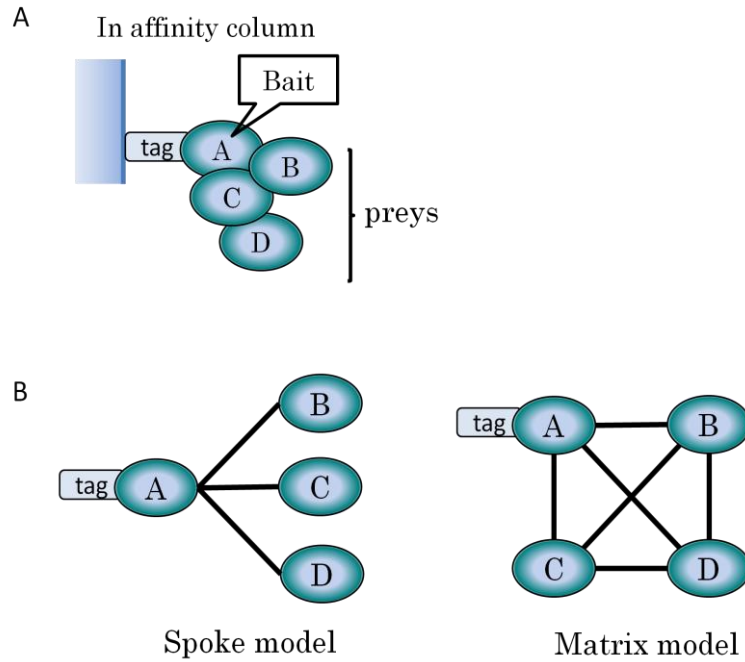 A
In affinity column
Bait
tag
A
B
C
D
preys
B
tag
A
B
C
D
Spoke model
tag
A
B
C
D
Matrix model